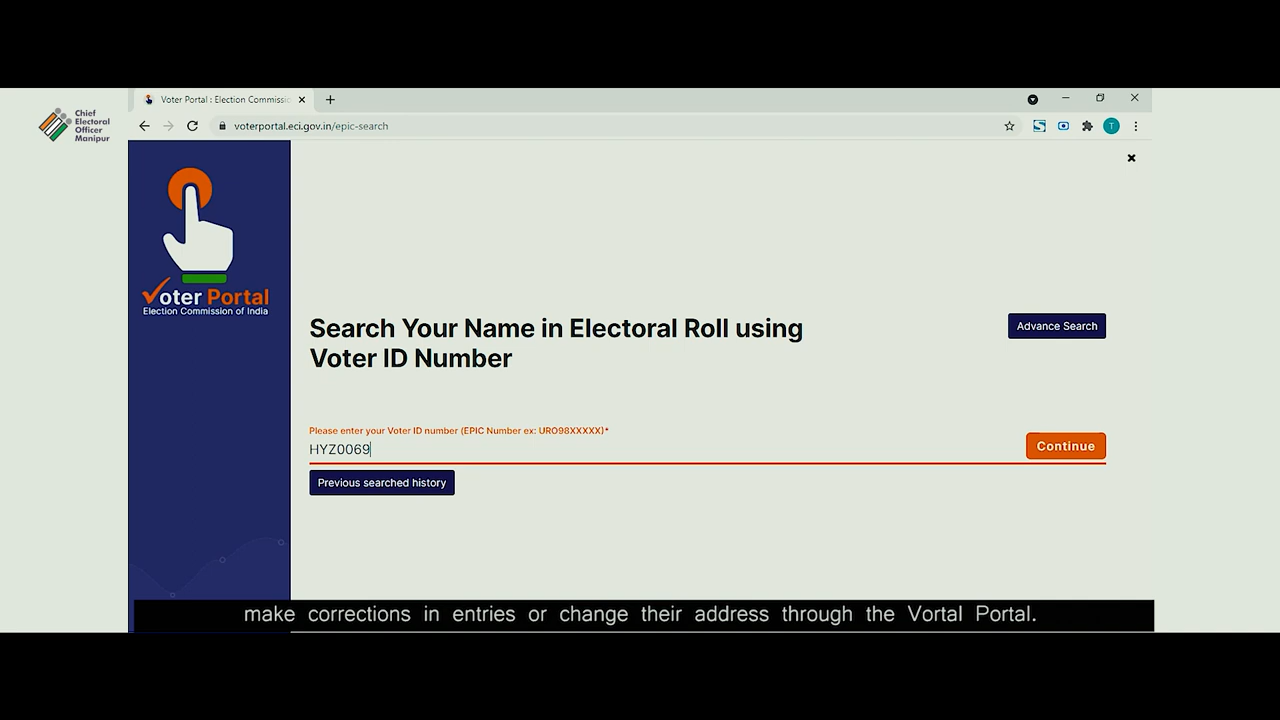 Chief
Electoral
Officer
Manipur
Voter Portal : Election Commissio
voterportal.eci.gov.in/epic-search
T
Voter Portal
Election Commission of India
Search Your Name in Electoral Roll using
Voter ID Number
Advance Search
Please enter your Voter ID number (EPIC Number ex: URO98XXXXX)*
HYZ0069
Continue
Previous searched history
make corrections in entries or change their address through the Vortal Portal.